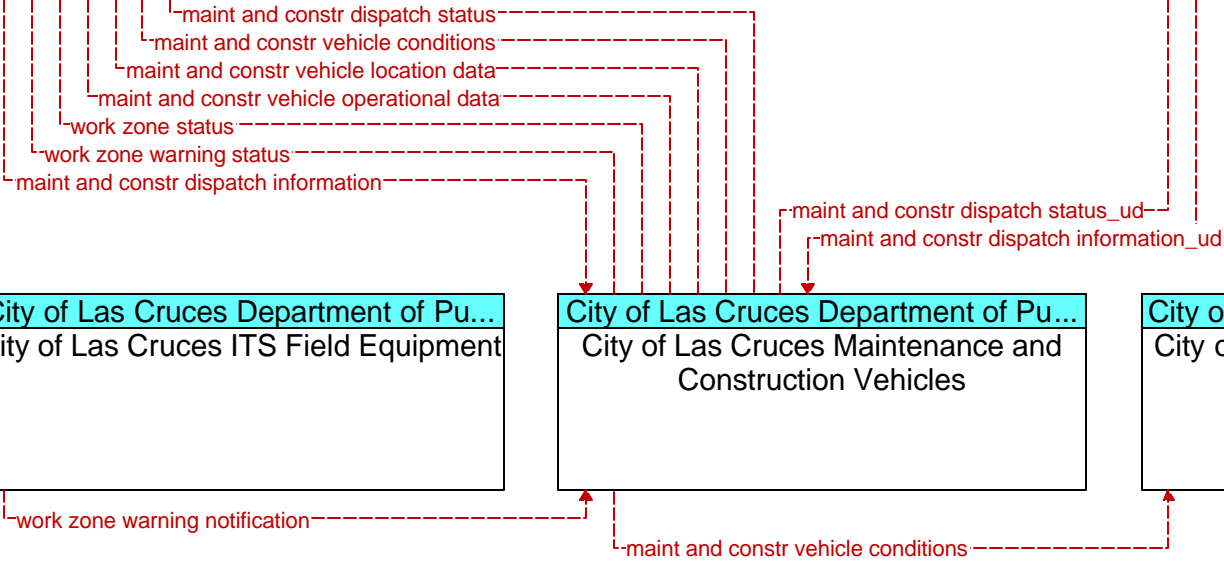 maint and constr dispatch status
maint and constr vehicle conditions
maint and constr vehicle location data
maint and constr vehicle operational data
work zone status
work zone warning status
maint and constr dispatch information
maint and constr dispatch status_ud
maint and constr dispatch information_ud
City of Las Cruces Department of Pu...
ity of Las Cruces ITS Field Equipment
City of Las Cruces Department of Pu...
City of Las Cruces Maintenance and
Construction Vehicles
City o
City
work zone warning notification
maint and constr vehicle conditions